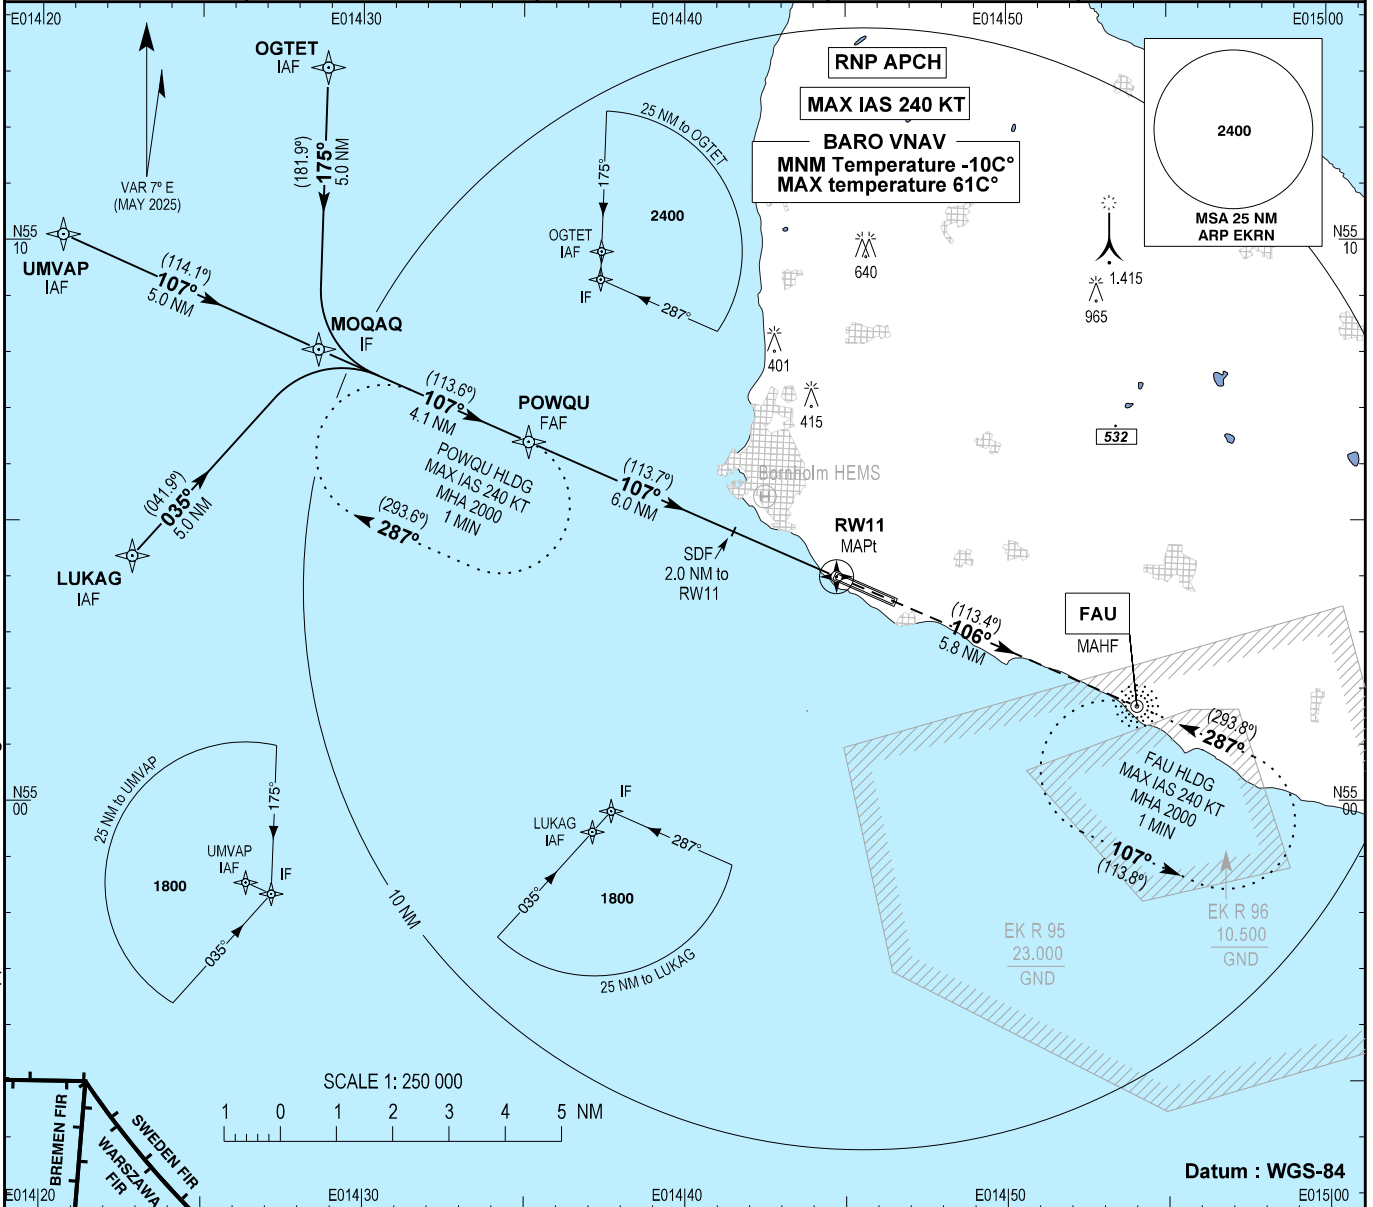 E014|20
E014|30
E014|40
E014|50
E015|00
OGTET
IAF
RNP APCH
MAX IAS 240 KT
BARO VNAV
MNM Temperature -10C°
MAX temperature 61C°
2400
MSA 25 NM
ARP EKRN
VAR 7° E
(MAY 2025)
(181.9°)
175°
5.0 NM
25 NM to OGTET
175°
2400
OGTET
IAF
IF
287°
N55
10
N55
10
UMVAP
IAF
(114.1°)
107°
5.0 NM
MOQAQ
IF
640
1.415
965
401
415
532
(113.6°)
107°
4.1 NM
POWQU
FAF
POWQU HLDG
MAX IAS 240 KT
MHA 2000
1 MIN
(293.6°)
287°
(113.7°)
107°
6.0 NM
Bornholm HEMS
H
(041.9°)
035°
5.0 NM
LUKAG
IAF
SDF
2.0 NM to
RW11
RW11
MAPt
(113.4°)
106°
5.8 NM
FAU
MAHF
(293.8°)
287°
FAU HLDG
MAX IAS 240 KT
MHA 2000
1 MIN
107°
(113.8°)
25 NM to UMVAP
175°
UMVAP
IAF
IF
1800
035°
IF
LUKAG
IAF
287°
035°
1800
25 NM to LUKAG
10 NM
N55
00
N55
00
EK R 95
23.000
GND
EK R 96
10.500
GND
SCALE 1: 250 000
1 0 1 2 3 4 5 NM
BREMEN FIR
SWEDEN FIR
WARSZAWA
FIR
Datum : WGS-84
E014|20
E014|30
E014|40
E014|50
E015|00